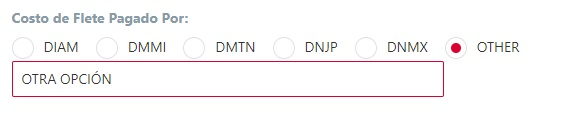 Costo de Flete Pagado Por:
DIAM DMMI DMTN DNJP DNMX OTHER
OTRA OPCIÓN